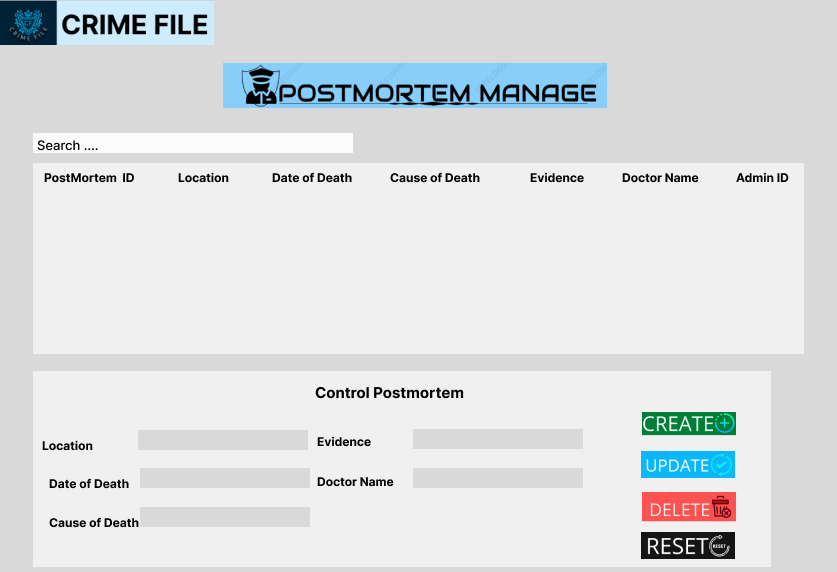 CRIME FILE
CRIME FILE
POSTMORTEM MANAGE
Search ....
PostMortem ID Location Date of Death Cause of Death Evidence Doctor Name Admin ID
Control Postmortem
Location Evidence
Date of Death Doctor Name
Cause of Death
CREATE
UPDATE
DELETE
RESET RESET